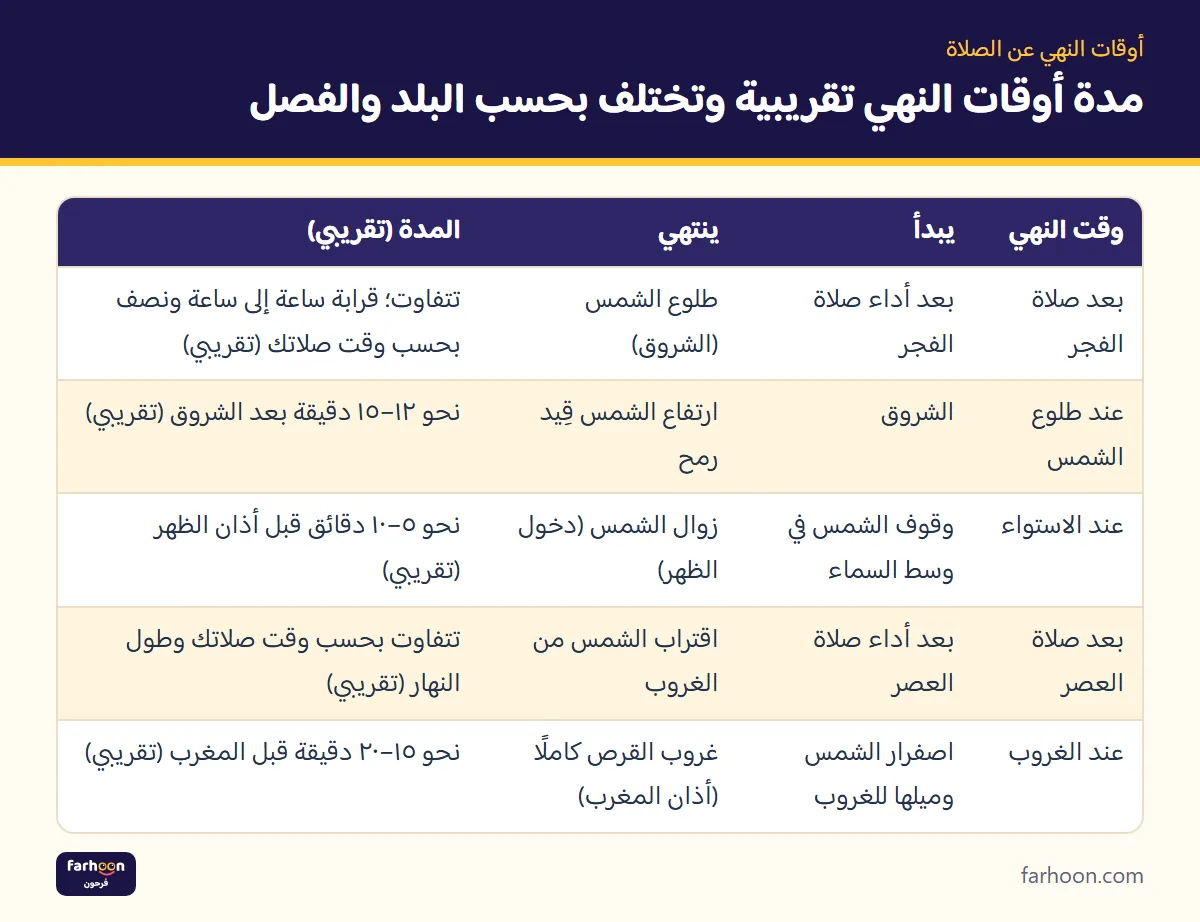 أوقات النهي عن الصلاة
مدة أوقات النهي تقريبية وتختلف بحسب البلد والفصل
وقت النهي	يبدأ	ينتهي	المدة (تقريبي)
بعد صلاة الفجر	بعد أداء صلاة الفجر	طلوع الشمس (الشروق)	تتفاوت؛ قرابة ساعة إلى ساعة ونصف بحسب وقت صلاتك (تقريبي)
عند طلوع الشمس	الشروق	ارتفاع الشمس قِيد رمح	نحو ١٢–١٥ دقيقة بعد الشروق (تقريبي)
عند الاستواء	وقوف الشمس في وسط السماء	زوال الشمس (دخول الظهر)	نحو ٥–١٠ دقائق قبل أذان الظهر (تقريبي)
بعد صلاة العصر	بعد أداء صلاة العصر	اقتراب الشمس من الغروب	تتفاوت بحسب وقت صلاتك وطول النهار (تقريبي)
عند الغروب	اصفرار الشمس وميلها للغروب	غروب القرص كاملًا (أذان المغرب)	نحو ١٥–٢٠ دقيقة قبل المغرب (تقريبي)
farhoon.com
farhoon
فرحون